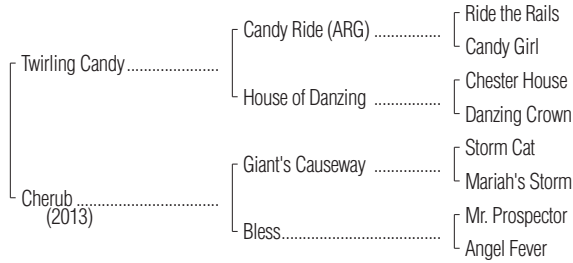 Ride the Rails
Candy Ride (ARG) ................
Candy Girl
Twirling Candy ......................
Chester House
House of Danzing ................
Danzing Crown
Storm Cat
Giant's Causeway ................
Mariah's Storm
Cherub ..................................
(2013)
Mr. Prospector
Bless......................................
Angel Fever